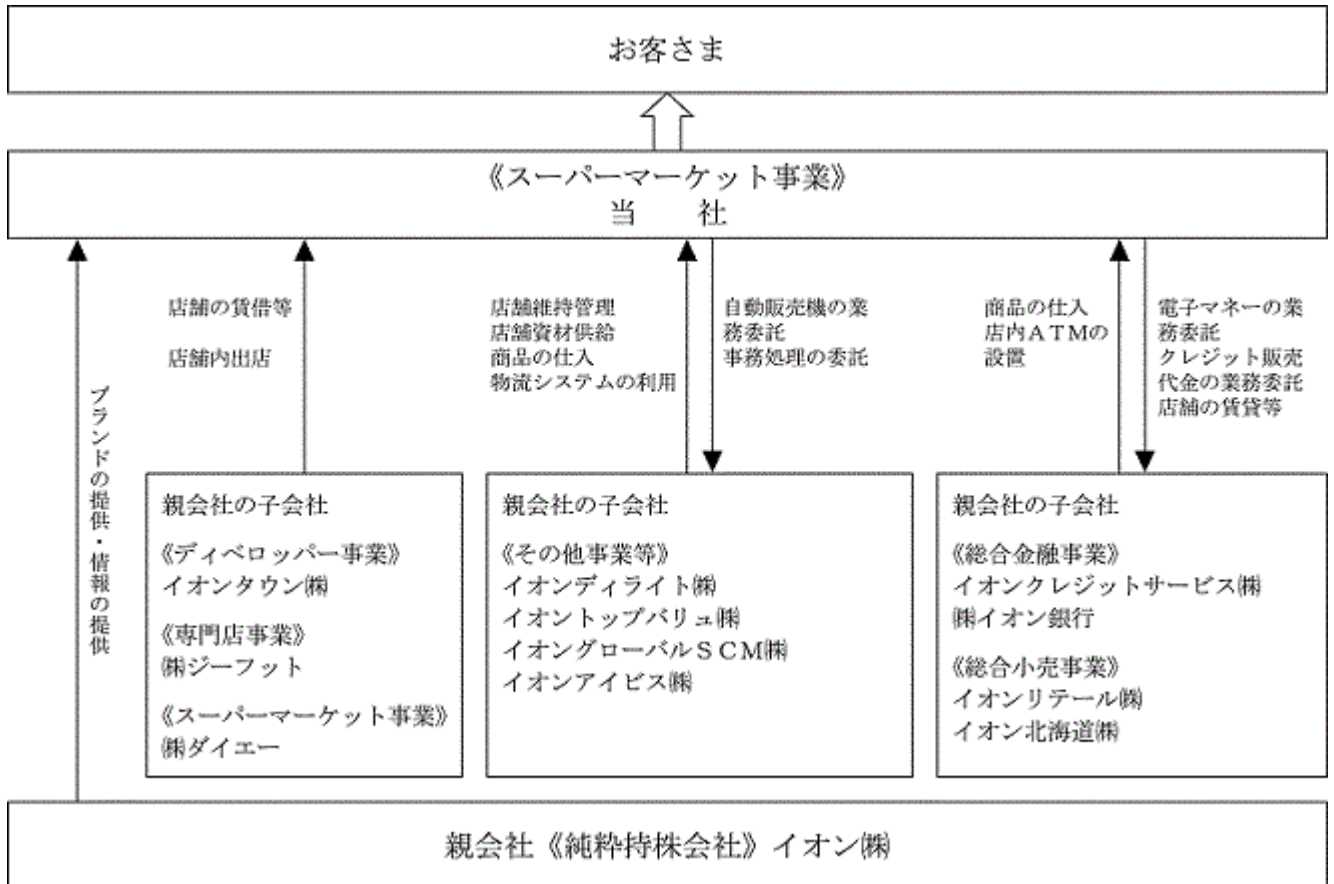 お客さま
《スーパーマーケット事業》
当　　社
店舗の賃借等
店舗内出店
店舗維持管理
店舗資材供給
商品の仕入
物流システムの利用
自動販売機の業
務委託
事務処理の委託
商品の仕入
店内ＡＴＭの
設置
電子マネーの業
務委託
クレジット販売
代金の業務委託
店舗の賃貸等
ブランドの提供・情報の提供
親会社の子会社
《ディベロッパー事業》
イオンタウン㈱
《専門店事業》
㈱ジーフット
《スーパーマーケット事業》
㈱ダイエー
親会社の子会社
《その他事業等》
イオンディライト㈱
イオントップバリュ㈱
イオングローバルＳＣＭ㈱
イオンアイビス㈱
親会社の子会社
《総合金融事業》
イオンクレジットサービス㈱
㈱イオン銀行
《総合小売事業》
イオンリテール㈱
イオン北海道㈱
親会社《純粋持株会社》イオン㈱